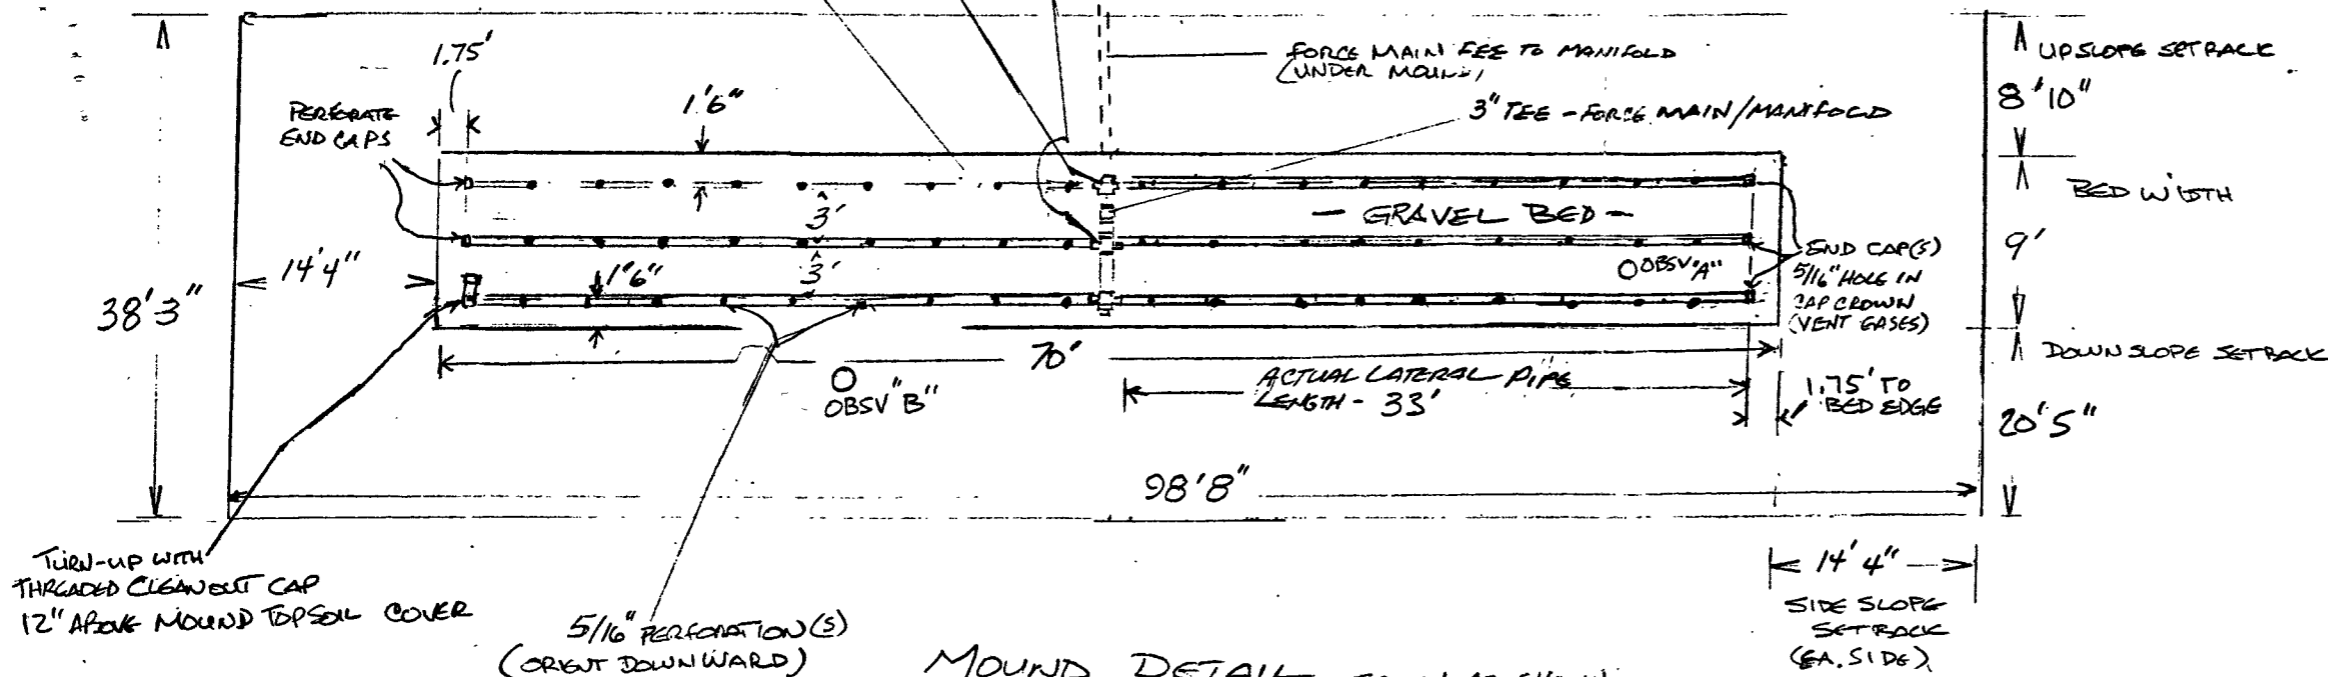 1.75'
PERFORATE
END CAPS
1'6"
FORCE MAIN FEE TO MANIFOLD
(UNDER MOUND)
3" TEE - FORCE MAIN/MANIFOLD
UPSLOPE SETBACK
8'10"
BED WIDTH
9'
3'
- GRAVEL BED -
14'4"
38'3"
1'6"
3'
OBSV "A"
END CAP(S)
5/16" HOLE IN
CAP CROWN
(VENT GASES)
70'
DOWNSLOPE SETBACK
OBSV "B"
ACTUAL LATERAL PIPE
LENGTH - 33'
1.75' TO
BED EDGE
20'5"
98'8"
TURN-UP WITH
THREADED CLEANOUT CAP
12" ABOVE MOUND TOPSOIL COVER
14' 4"
SIDE SLOPE
SETBACK
(EA. SIDE)
5/16" PERFORATION(S)
(ORIENT DOWNWARD)
MOUND DETAIL